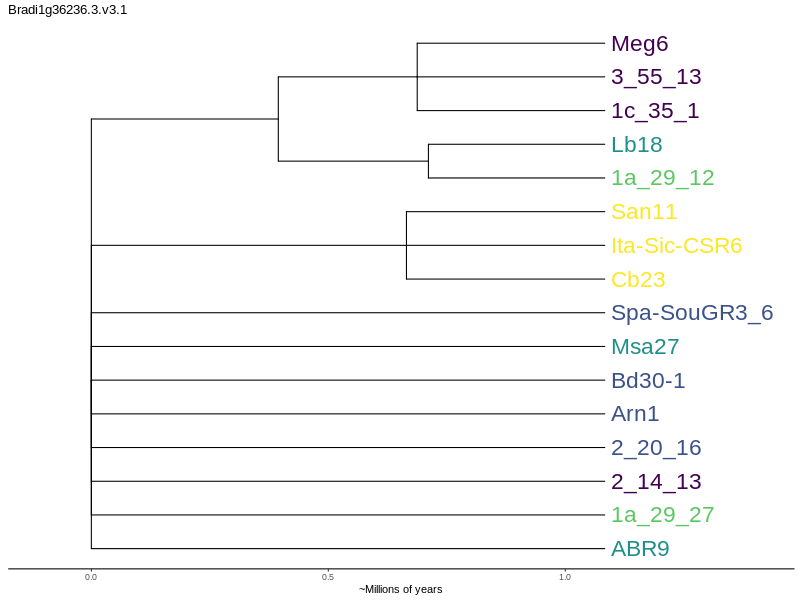 Bradi1g36236.3.v3.1
Meg6
3_55_13
1c_35_1
Lb18
1a_29_12
San11
Ita-Sic-CSR6
Cb23
Spa-SouGR3_6
Msa27
Bd30-1
Arn1
2_20_16
2_14_13
1a_29_27
ABR9
0.0 0.5 1.0
~Millions of years